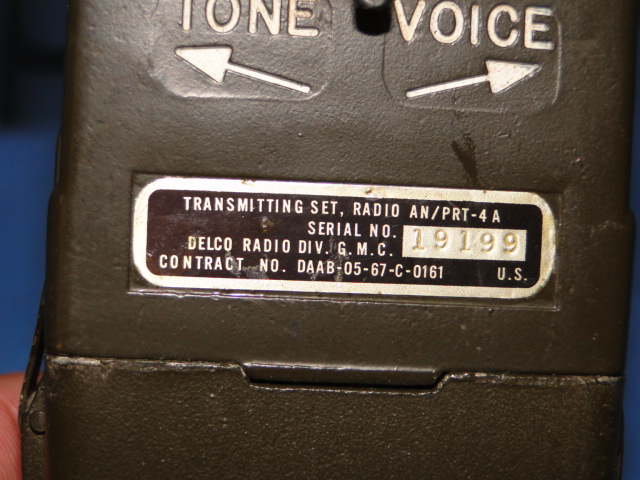 TONE VOICE
TRANSMITTING SET, RADIO AN/PRT-4A
SERIAL NO. 19199
DELCO RADIO DIV. G.M.C.
CONTRACT NO. DAAB-05-67-C-0161 U.S.